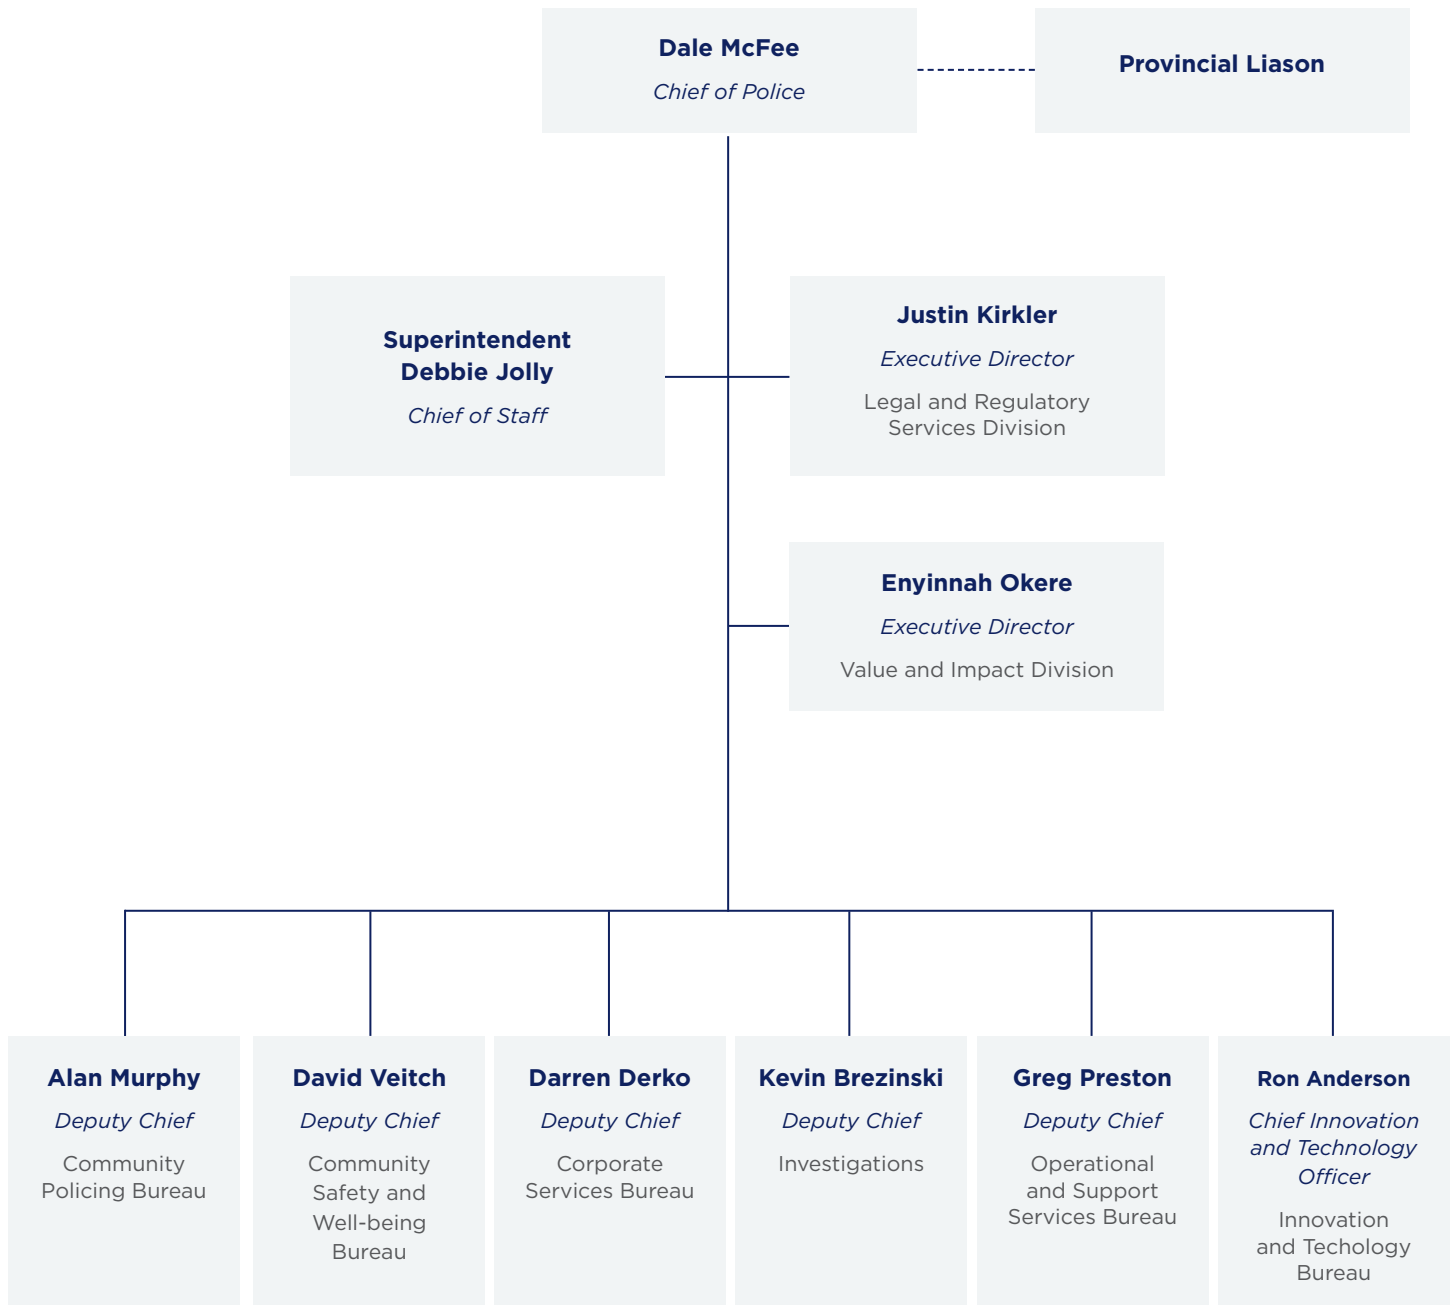 Dale McFee
Chief of Police
Provincial Liason
Superintendent
Debbie Jolly
Chief of Staff
Justin Kirkler
Executive Director
Legal and Regulatory
Services Division
Enyinnah Okere
Executive Director
Value and Impact Division
Alan Murphy
Deputy Chief
Community
Policing Bureau
David Veitch
Deputy Chief
Community
Safety and
Well-being
Bureau
Darren Derko
Deputy Chief
Corporate
Services Bureau
Kevin Brezinski
Deputy Chief
Investigations
Greg Preston
Deputy Chief
Operational
and Support
Services Bureau
Ron Anderson
Chief Innovation
and Technology
Officer
Innovation
and Techology
Bureau